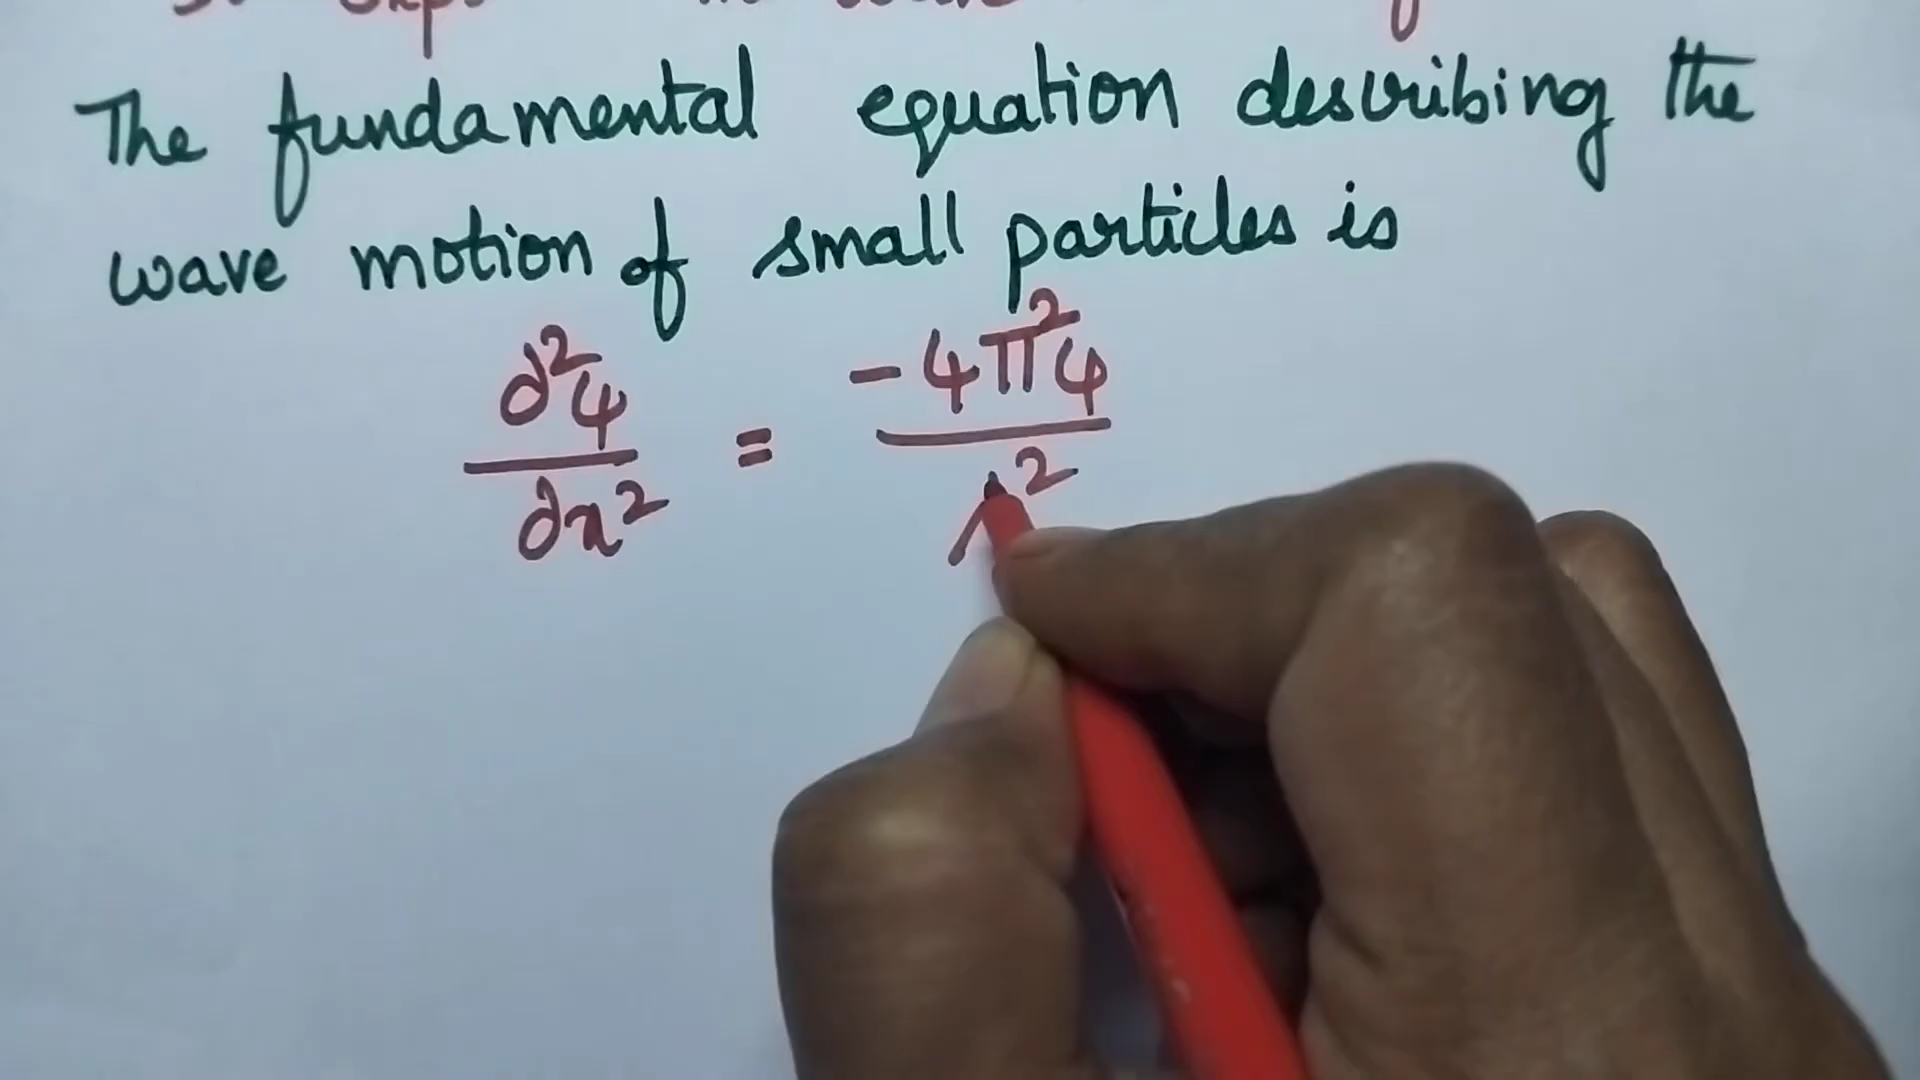 The fundamental equation describing the
wave motion of small particles is
∂²ψ/∂x² = -4π²ψ/λ²